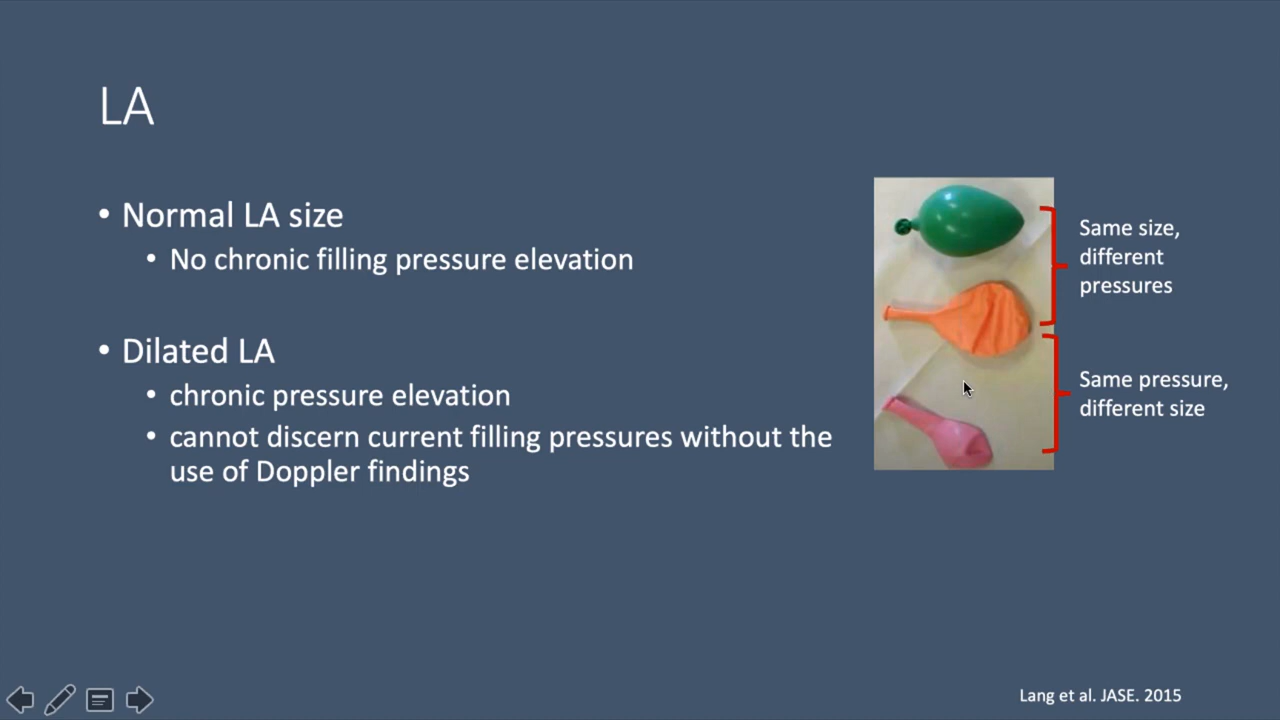 LA
• Normal LA size
• No chronic filling pressure elevation
• Dilated LA
• chronic pressure elevation
• cannot discern current filling pressures without the
use of Doppler findings
Same size,
different
pressures
Same pressure,
different size
Lang et al. JASE. 2015